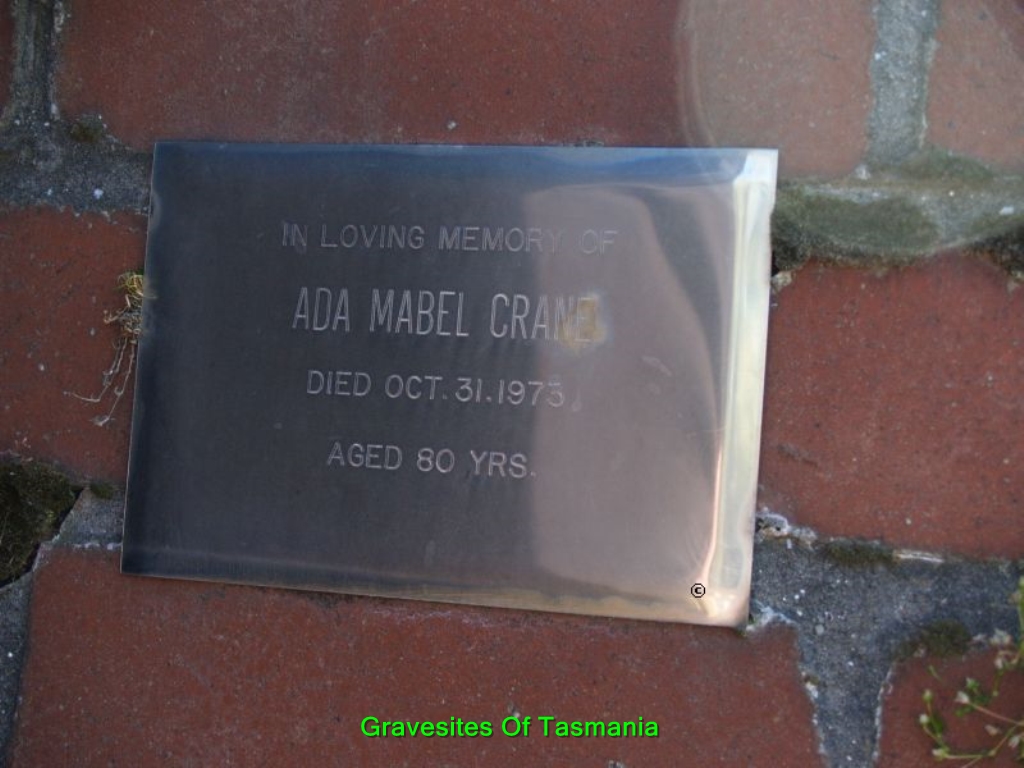 IN LOVING MEMORY OF
ADA MABEL CRANE
DIED OCT. 31. 1973
AGED 80 YRS.
©
Gravesites Of Tasmania